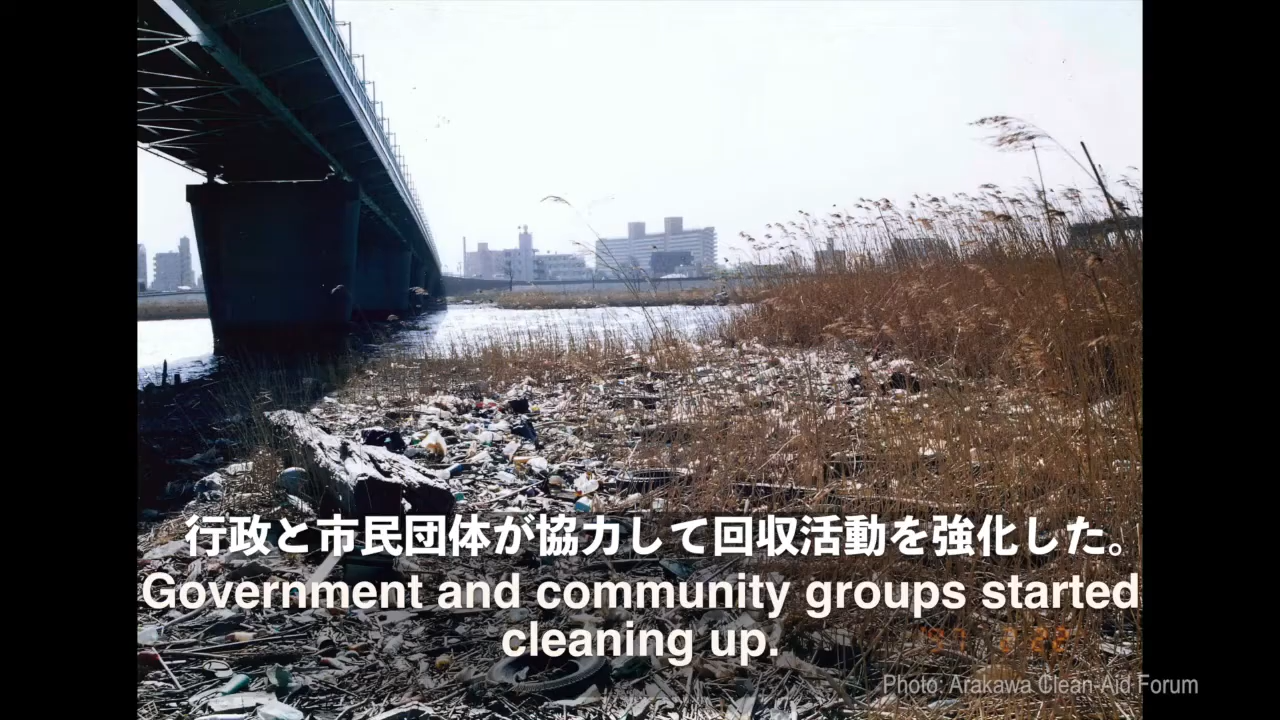 行政と市民団体が協力して回収活動を強化した。
Government and community groups started
cleaning up.
Photo: Arakawa Clean-Aid Forum